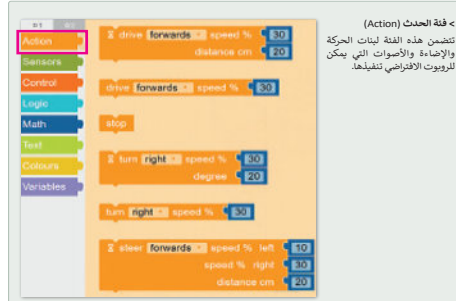 > فئة الحدث (Action)
تتضمن هذه الفئة لبنات الحركة
والإضاءة والأصوات التي يمكن
للروبوت الافتراضي تنفيذها.
Action
Sensors
Control
Logic
Math
Text
Colours
Variables
drive forwards speed % 30
distance cm 20
drive forwards speed % 30
stop
turn right speed % 30
degree 20
turn right speed % 30
steer forwards speed % left 10
speed % right 30
distance cm 20